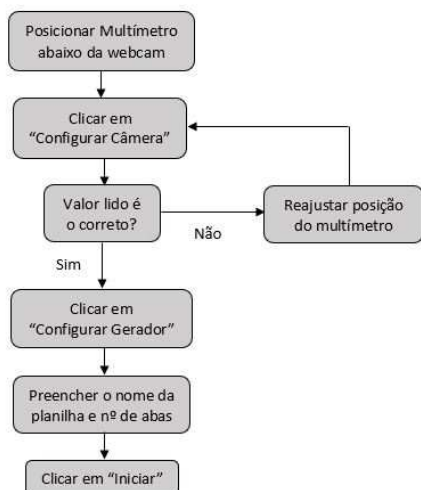 Posicionar Multímetro
abaixo da webcam
Clicar em
“Configurar Câmera”
Valor lido é
o correto?
Não
Reajustar posição
do multímetro
Sim
Clicar em
“Configurar Gerador”
Preencher o nome da
planilha e nº de abas
Clicar em “Iniciar”